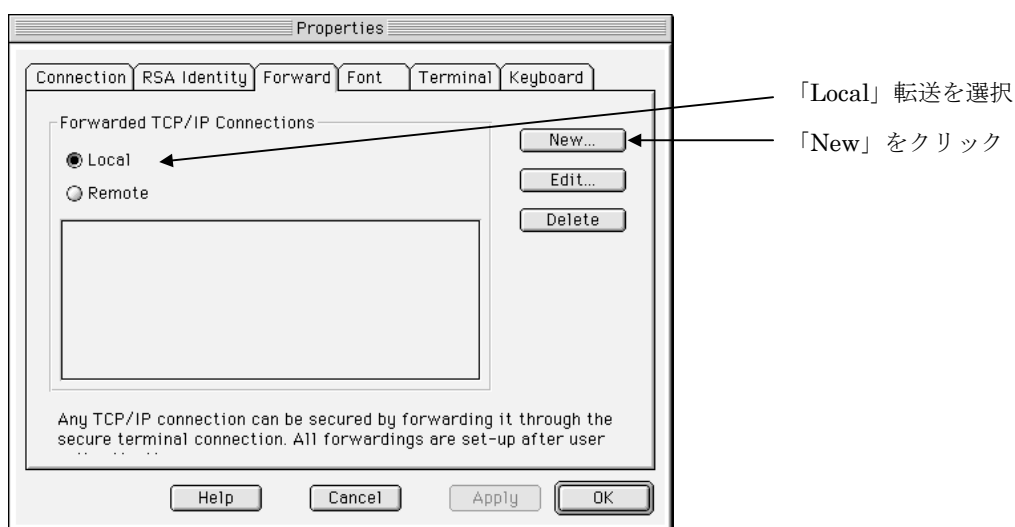 Properties
Connection RSA Identity Forward Font Terminal Keyboard
「Local」転送を選択
Forwarded TCP/IP Connections
New...
「New」をクリック
Local
Edit...
Remote
Delete
Any TCP/IP connection can be secured by forwarding it through the
secure terminal connection. All forwardings are set-up after user
Help Cancel Apply OK